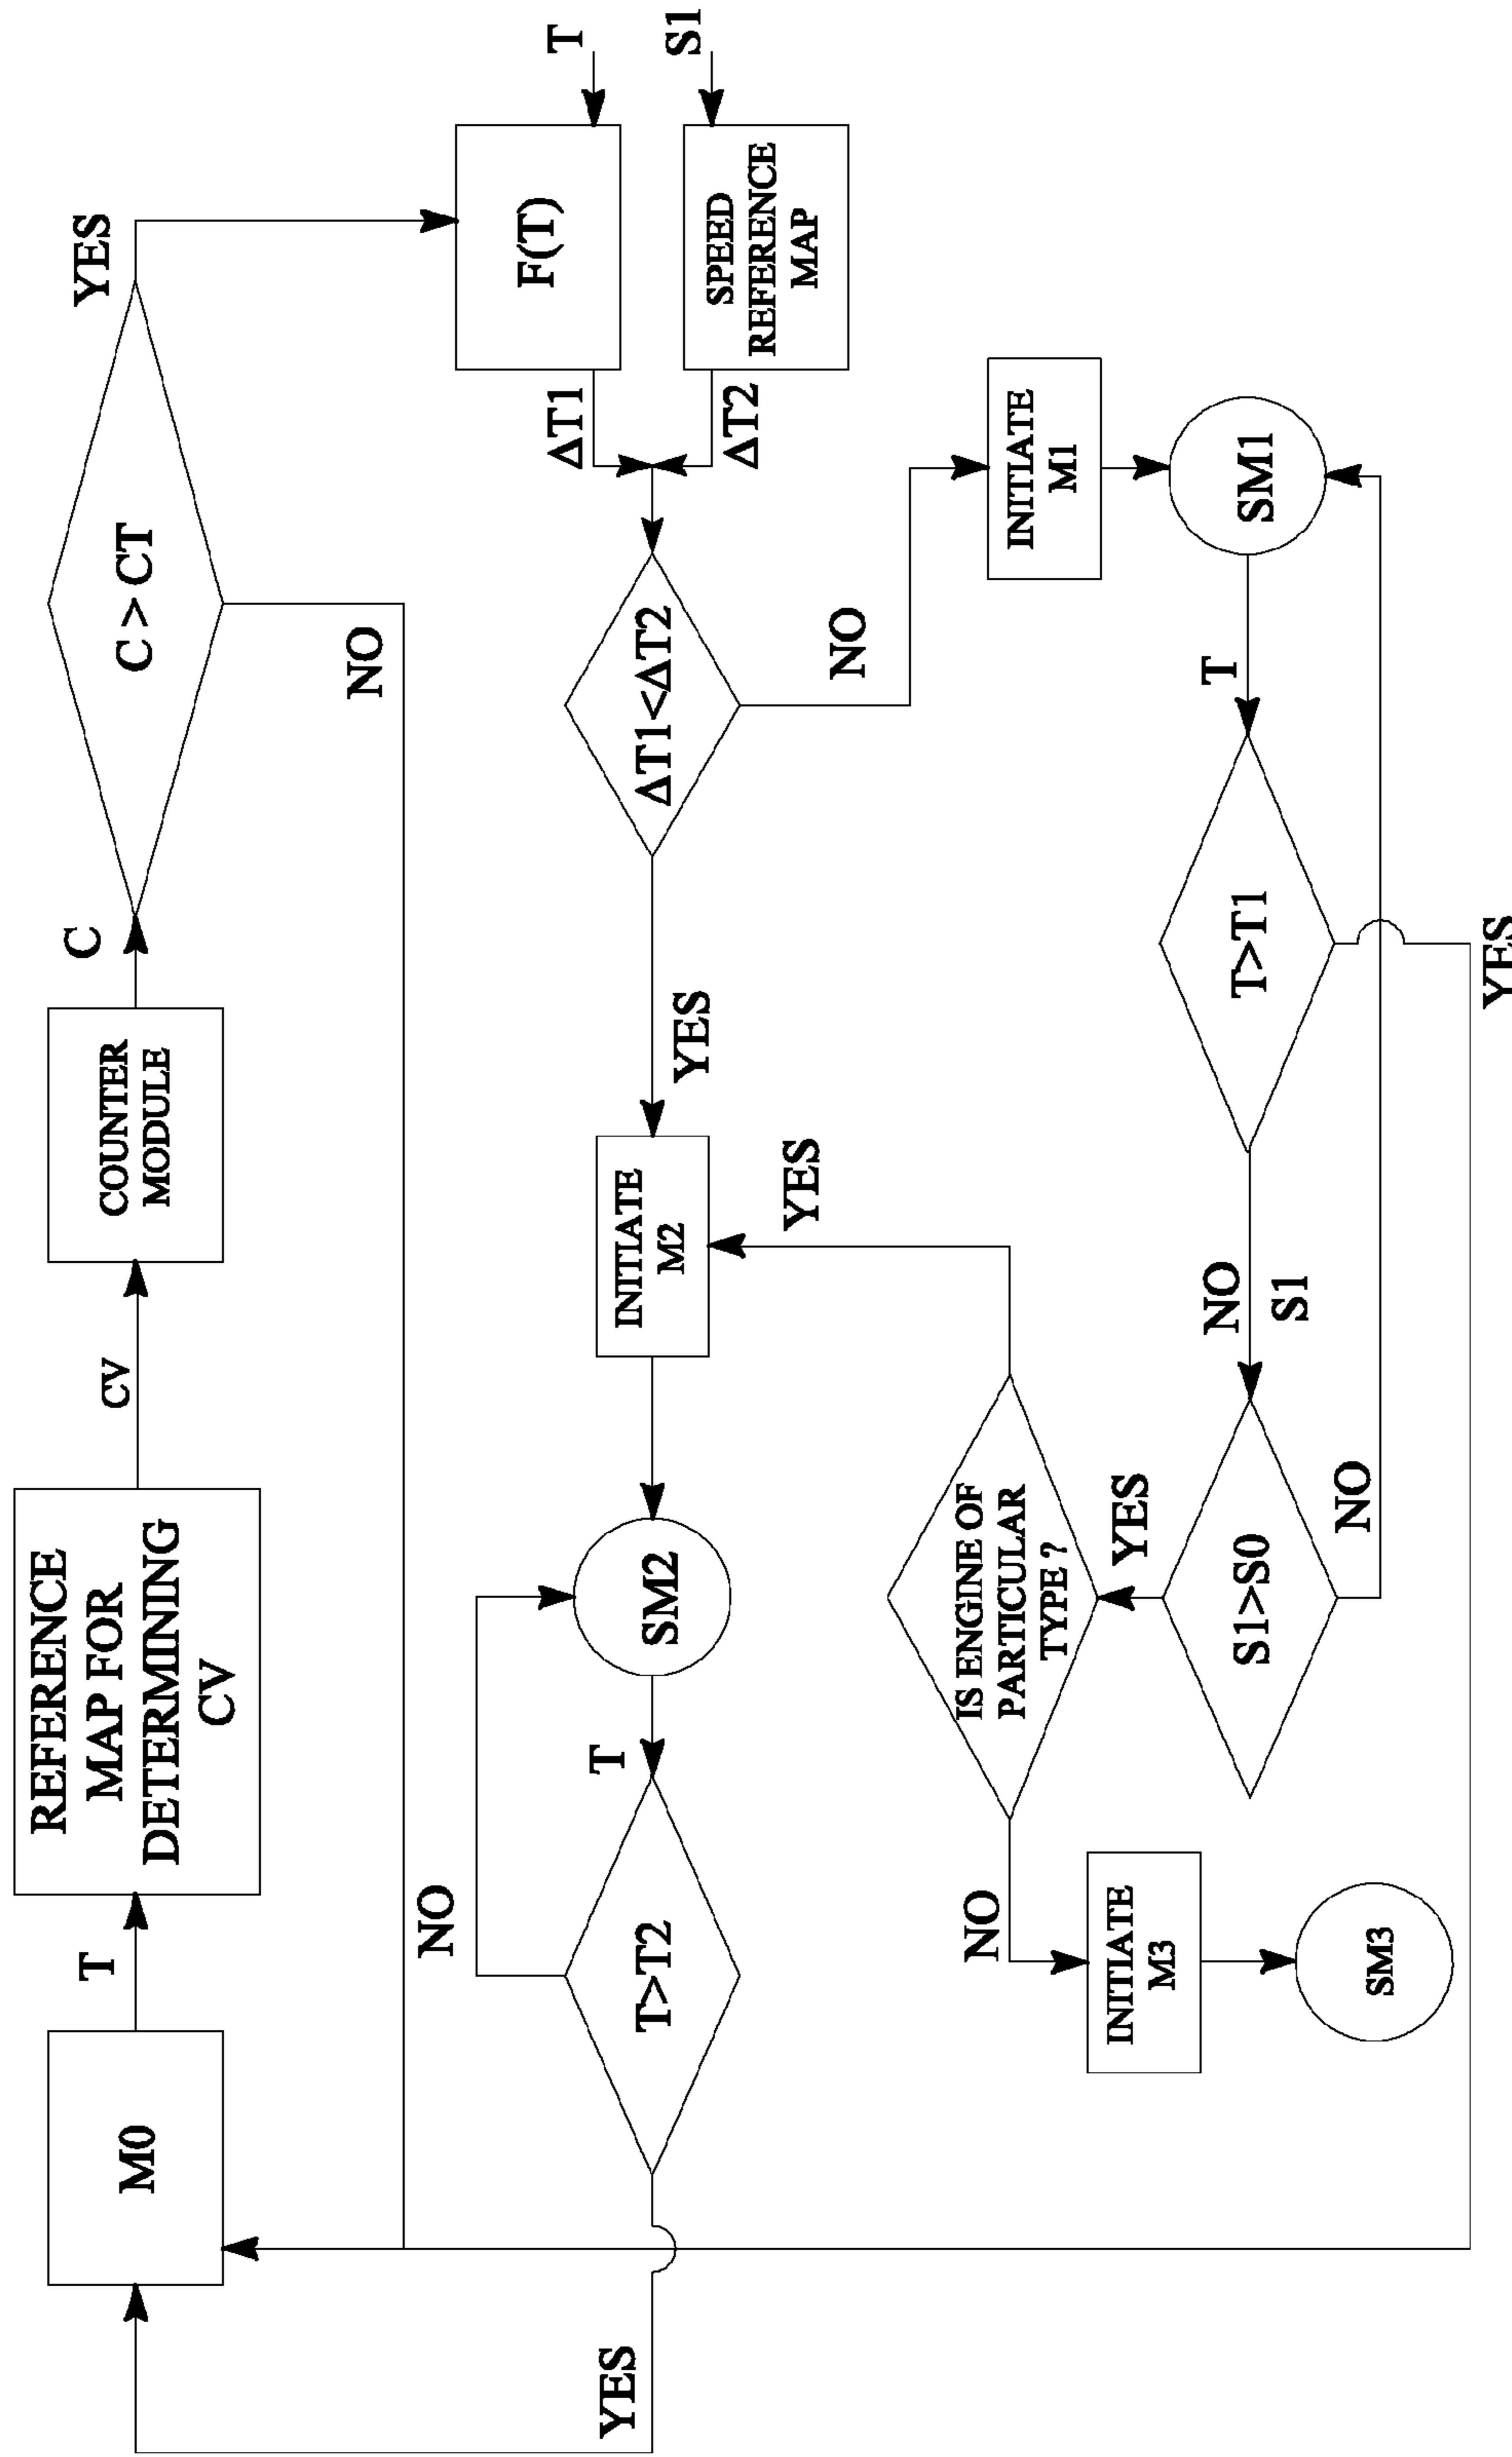 M0
T
REFERENCE
MAP FOR
DETERMINING
CV
CV
COUNTER
MODULE
C
C > CT
YES
NO
F(T)
T
SPEED
REFERENCE
MAP
S1
ΔT1
ΔT2
ΔT1<ΔT2
YES
NO
INITIATE
M2
SM2
T
T>T2
NO
YES
INITIATE
M1
SM1
T
T>T1
YES
NO
S1
S1>S0
NO
YES
IS ENGINE OF
PARTICULAR
TYPE ?
YES
NO
INITIATE
M3
SM3